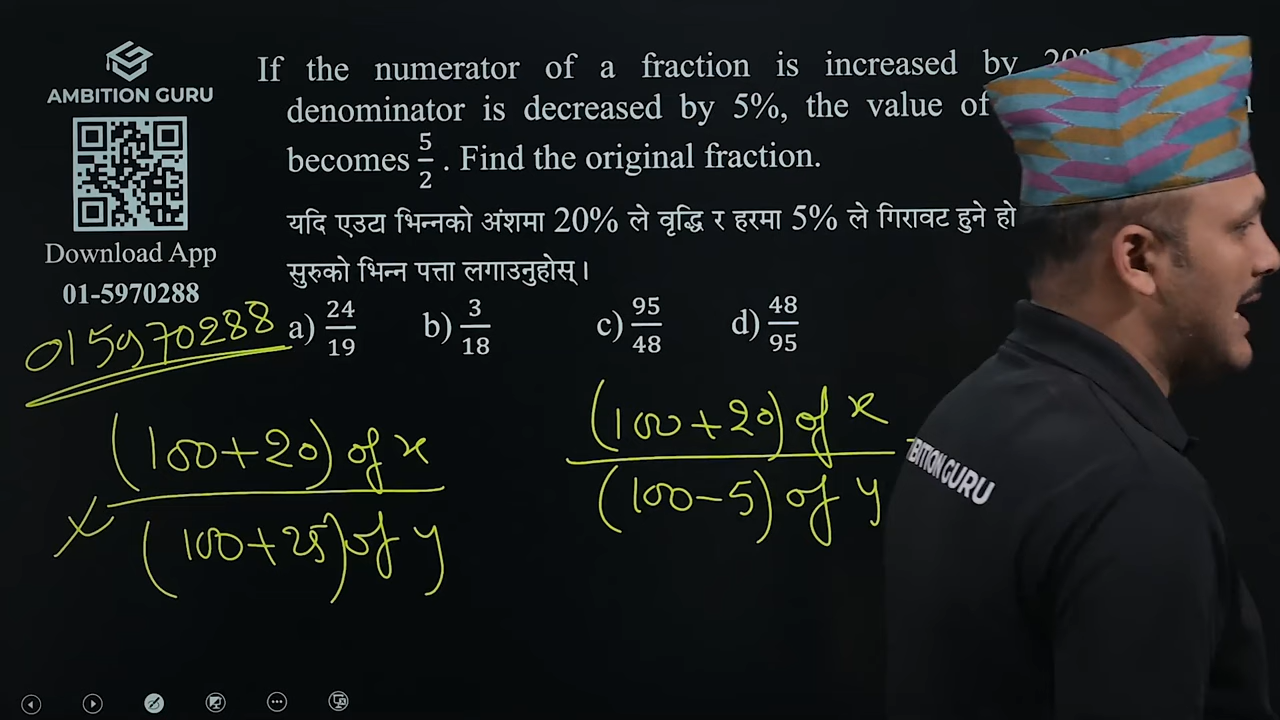 AMBITION GURU
Download App
01-5970288
015970288
If the numerator of a fraction is increased by
denominator is decreased by 5%, the value of
becomes 5/2 . Find the original fraction.
यदि एउटा भिन्नको अंशमा 20% ले वृद्धि र हरमा 5% ले गिरावट हुने हो
सुरुको भिन्न पत्ता लगाउनुहोस्।
a) 24/19 b) 3/18 c) 95/48 d) 48/95
(100+20) of x
(100+25) of y
(100+20) of x
(100-5) of y
BITION GURU